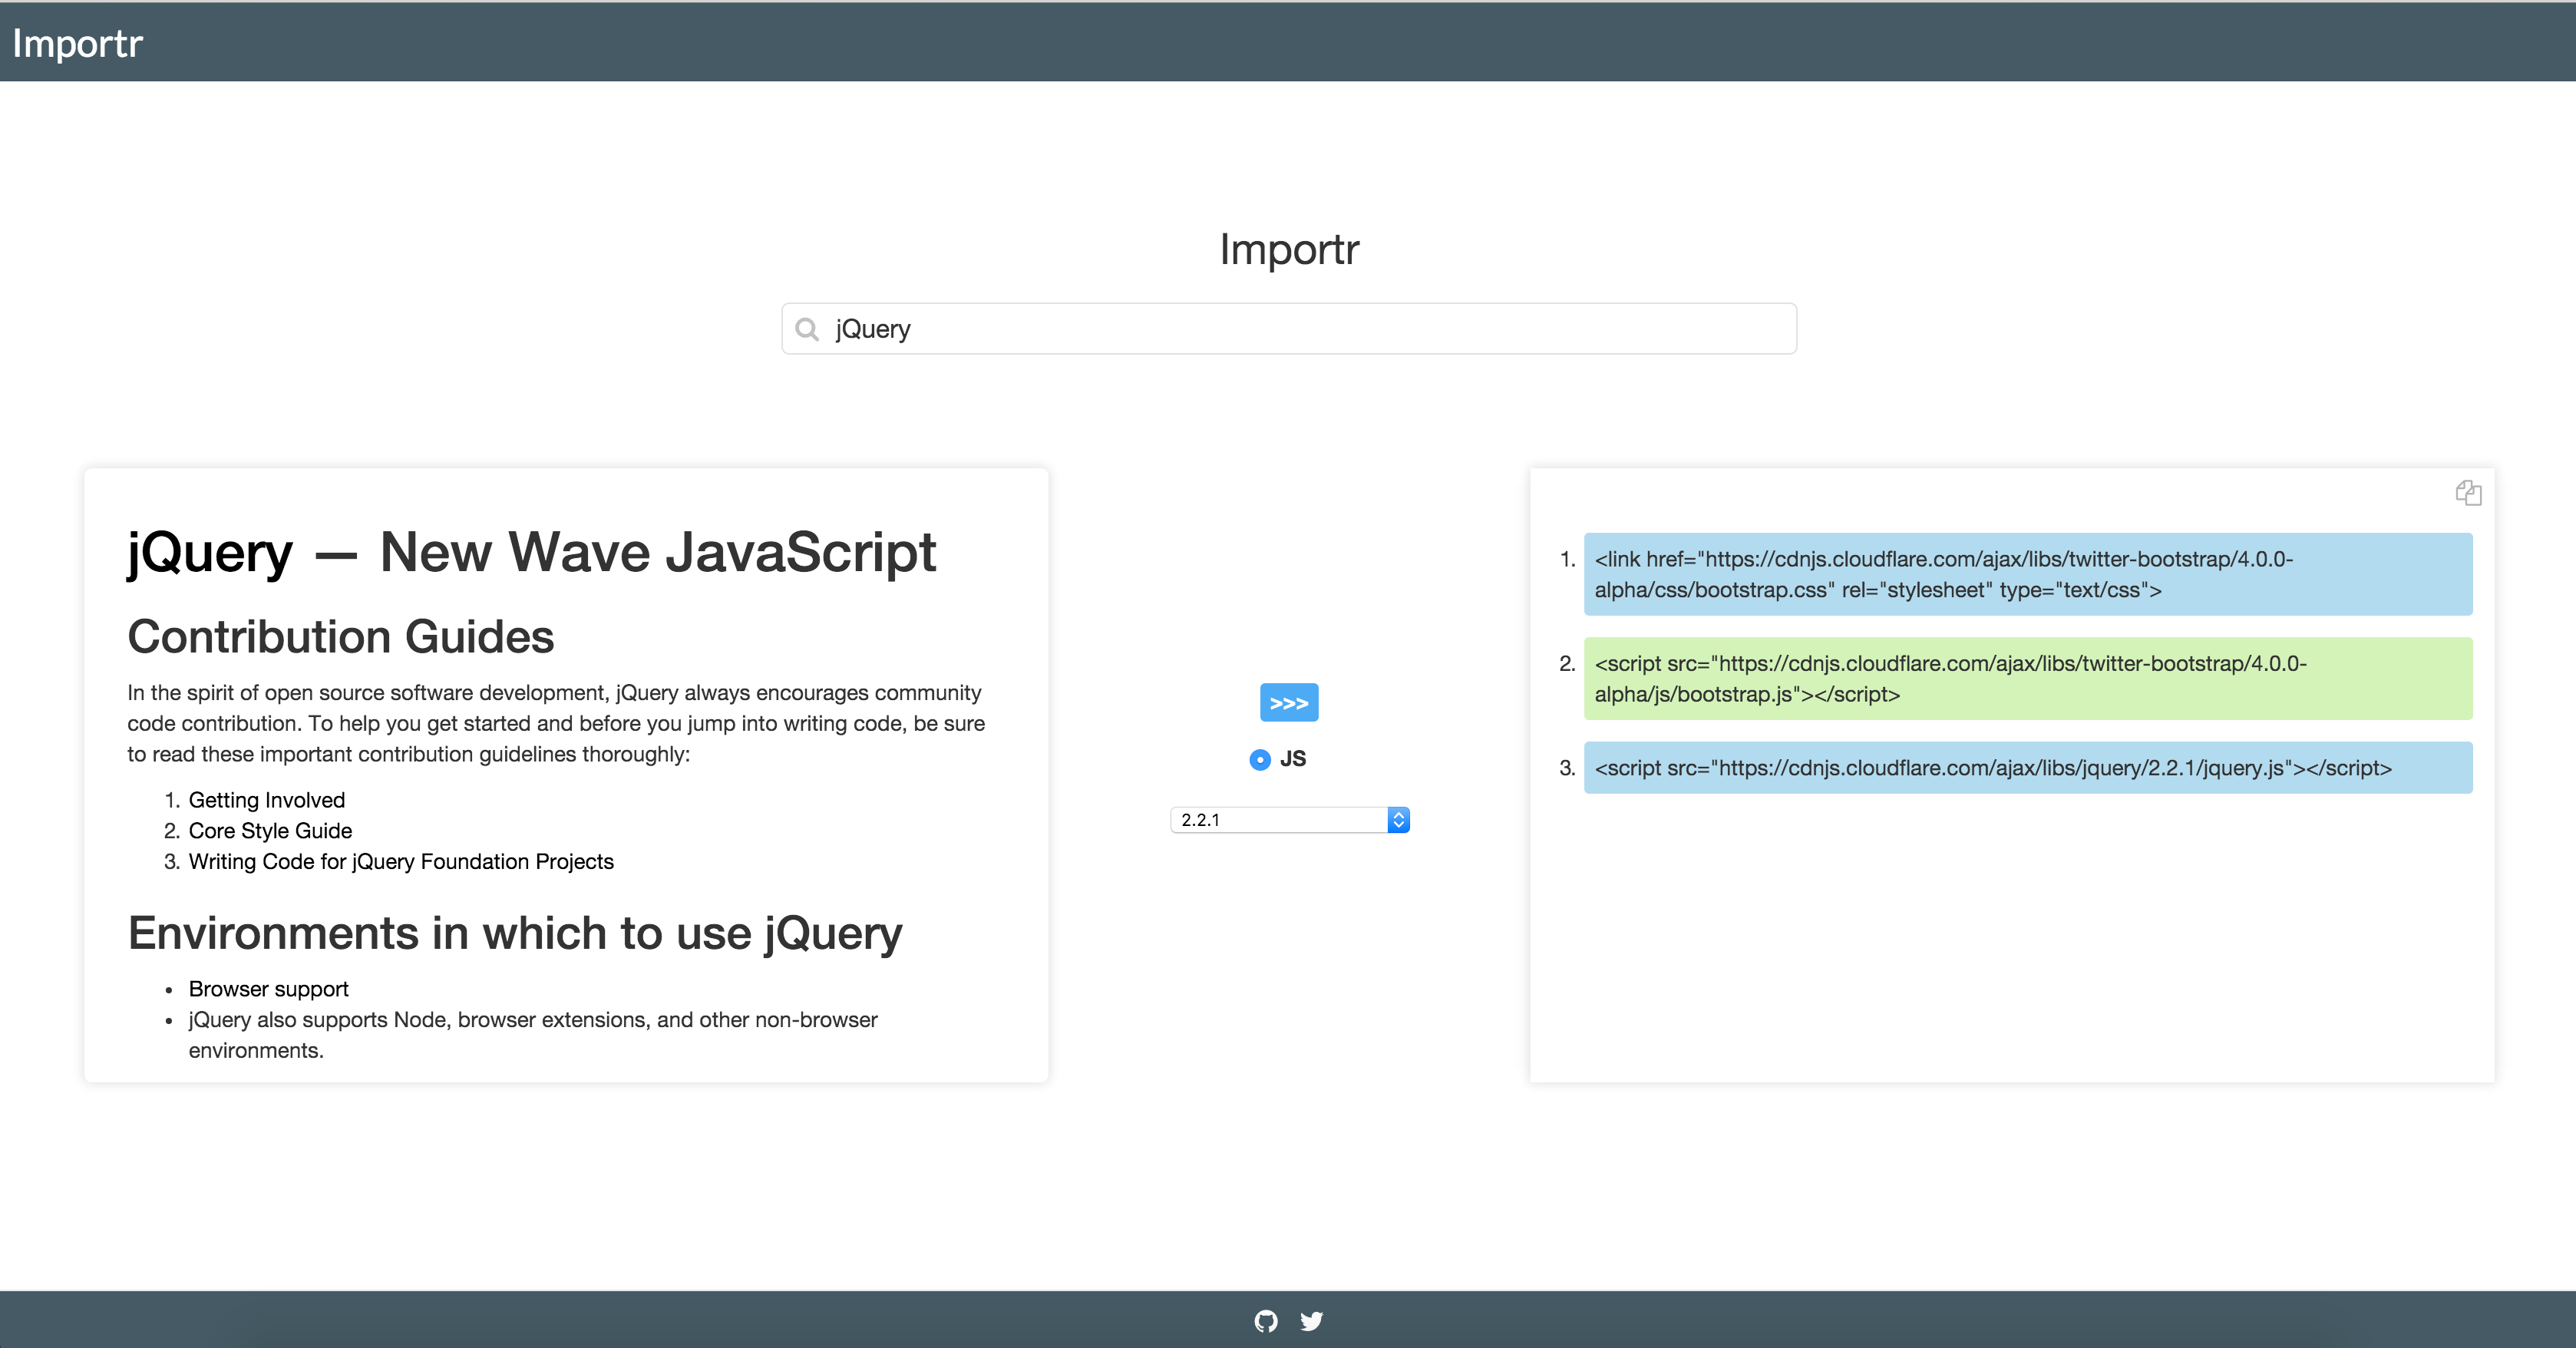 Importr
Importr
jQuery
jQuery — New Wave JavaScript
Contribution Guides
In the spirit of open source software development, jQuery always encourages community
code contribution. To help you get started and before you jump into writing code, be sure
to read these important contribution guidelines thoroughly:
1. Getting Involved
2. Core Style Guide
3. Writing Code for jQuery Foundation Projects
Environments in which to use jQuery
• Browser support
• jQuery also supports Node, browser extensions, and other non-browser
environments.
>>>
JS
2.2.1
1. <link href="https://cdnjs.cloudflare.com/ajax/libs/twitter-bootstrap/4.0.0-
alpha/css/bootstrap.css" rel="stylesheet" type="text/css">
2. <script src="https://cdnjs.cloudflare.com/ajax/libs/twitter-bootstrap/4.0.0-
alpha/js/bootstrap.js"></script>
3. <script src="https://cdnjs.cloudflare.com/ajax/libs/jquery/2.2.1/jquery.js"></script>